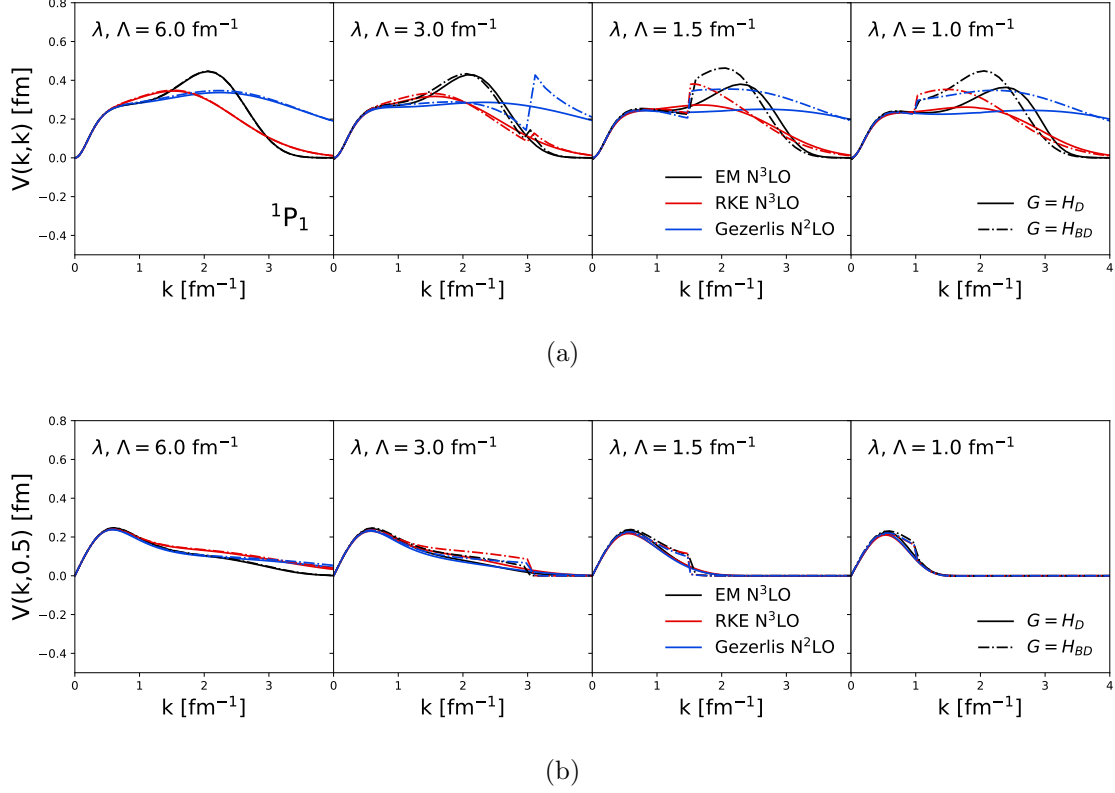 λ, Λ = 6.0 fm⁻¹
λ, Λ = 3.0 fm⁻¹
λ, Λ = 1.5 fm⁻¹
λ, Λ = 1.0 fm⁻¹
0.8
0.6
0.4
0.2
0.0
−0.2
−0.4
V(k,k) [fm]
¹P₁
EM N³LO
RKE N³LO
Gezerlis N²LO
G = H_D
G = H_BD
0 1 2 3 0 1 2 3 0 1 2 3 0 1 2 3 4
k [fm⁻¹] k [fm⁻¹] k [fm⁻¹] k [fm⁻¹]
(a)
λ, Λ = 6.0 fm⁻¹
λ, Λ = 3.0 fm⁻¹
λ, Λ = 1.5 fm⁻¹
λ, Λ = 1.0 fm⁻¹
0.8
0.6
0.4
0.2
0.0
−0.2
−0.4
V(k,0.5) [fm]
EM N³LO
RKE N³LO
Gezerlis N²LO
G = H_D
G = H_BD
0 1 2 3 0 1 2 3 0 1 2 3 0 1 2 3 4
k [fm⁻¹] k [fm⁻¹] k [fm⁻¹] k [fm⁻¹]
(b)